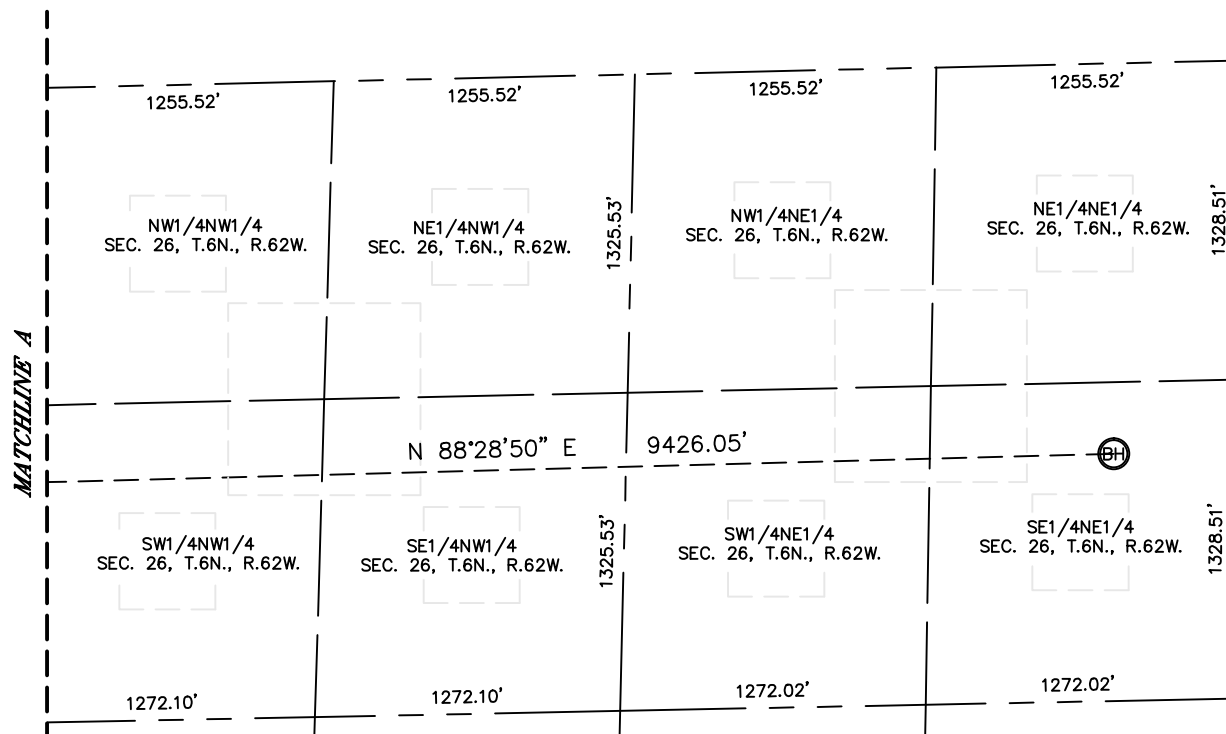 1255.52'
1255.52'
1255.52'
1255.52'
NW1/4NW1/4
SEC. 26, T.6N., R.62W.
NE1/4NW1/4
SEC. 26, T.6N., R.62W.
1325.53'
NW1/4NE1/4
SEC. 26, T.6N., R.62W.
NE1/4NE1/4
SEC. 26, T.6N., R.62W.
1328.51'
MATCHLINE A
N 88°28'50" E 9426.05'
BH
SW1/4NW1/4
SEC. 26, T.6N., R.62W.
SE1/4NW1/4
SEC. 26, T.6N., R.62W.
1325.53'
SW1/4NE1/4
SEC. 26, T.6N., R.62W.
SE1/4NE1/4
SEC. 26, T.6N., R.62W.
1328.51'
1272.10'
1272.10'
1272.02'
1272.02'